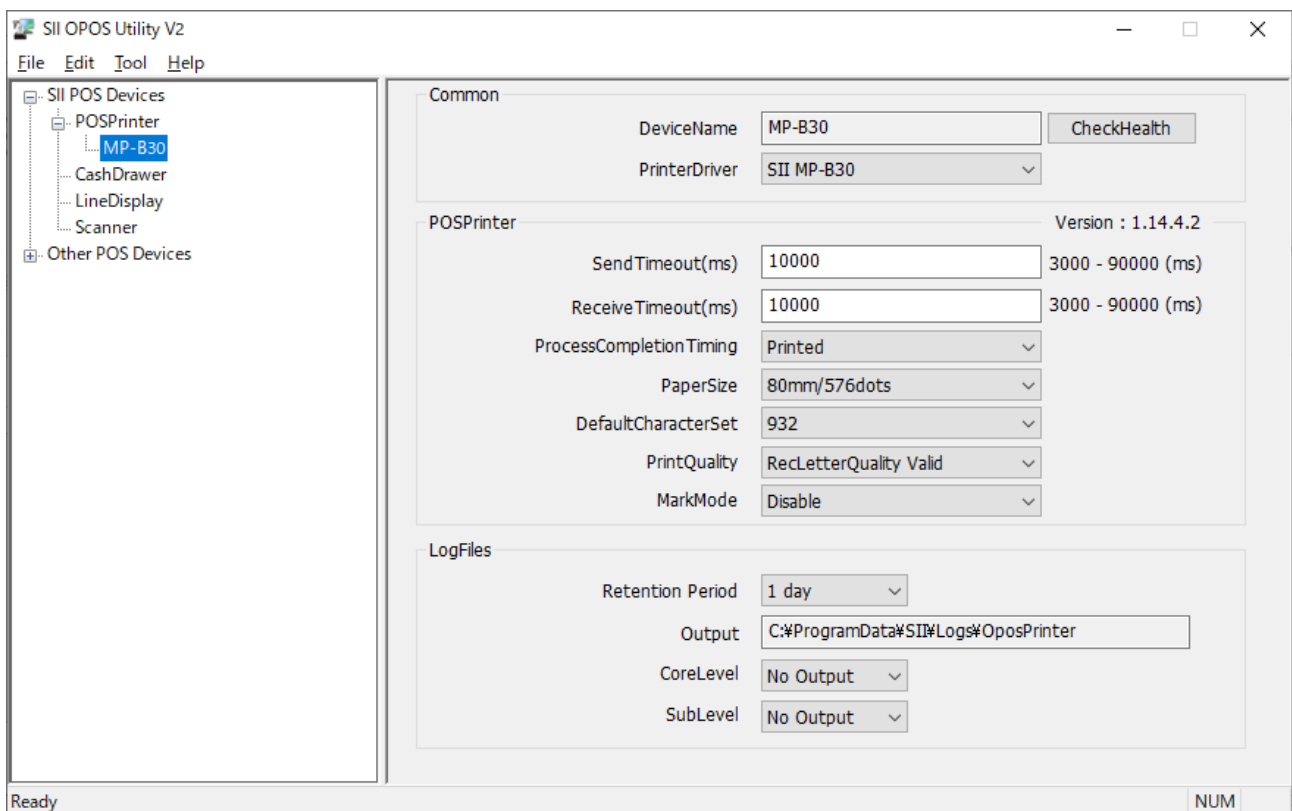 SII OPOS Utility V2
File Edit Tool Help
SII POS Devices
POSPrinter
MP-B30
CashDrawer
LineDisplay
Scanner
Other POS Devices
Common
DeviceName MP-B30 CheckHealth
PrinterDriver SII MP-B30
POSPrinter Version : 1.14.4.2
SendTimeout(ms) 10000 3000 - 90000 (ms)
ReceiveTimeout(ms) 10000 3000 - 90000 (ms)
ProcessCompletionTiming Printed
PaperSize 80mm/576dots
DefaultCharacterSet 932
PrintQuality RecLetterQuality Valid
MarkMode Disable
LogFiles
Retention Period 1 day
Output C:¥ProgramData¥SII¥Logs¥OposPrinter
CoreLevel No Output
SubLevel No Output
Ready NUM